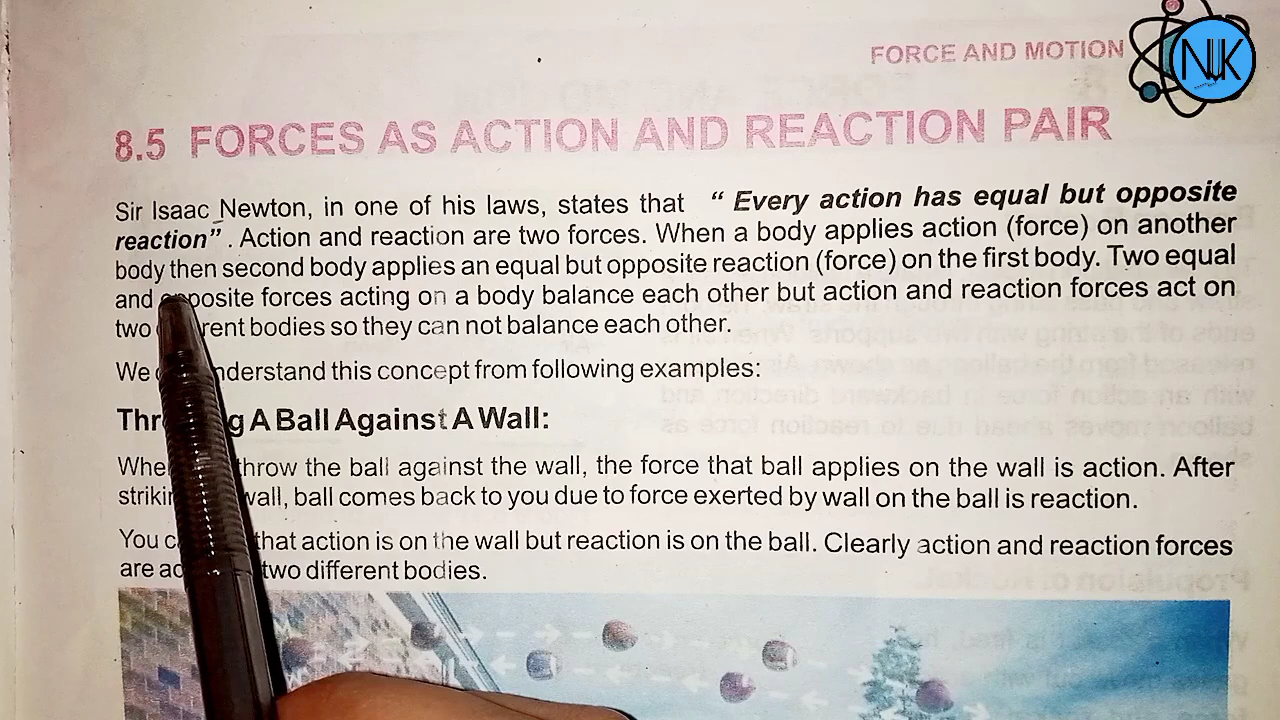 FORCE AND MOTION
NJK
8.5 FORCES AS ACTION AND REACTION PAIR
Sir Isaac Newton, in one of his laws, states that " Every action has equal but opposite
reaction" . Action and reaction are two forces. When a body applies action (force) on another
body then second body applies an equal but opposite reaction (force) on the first body. Two equal
and opposite forces acting on a body balance each other but action and reaction forces act on
two different bodies so they can not balance each other.
We understand this concept from following examples:
A Ball Against A Wall:
throw the ball against the wall, the force that ball applies on the wall is action. After
wall, ball comes back to you due to force exerted by wall on the ball is reaction.
You that action is on the wall but reaction is on the ball. Clearly action and reaction forces
are two different bodies.